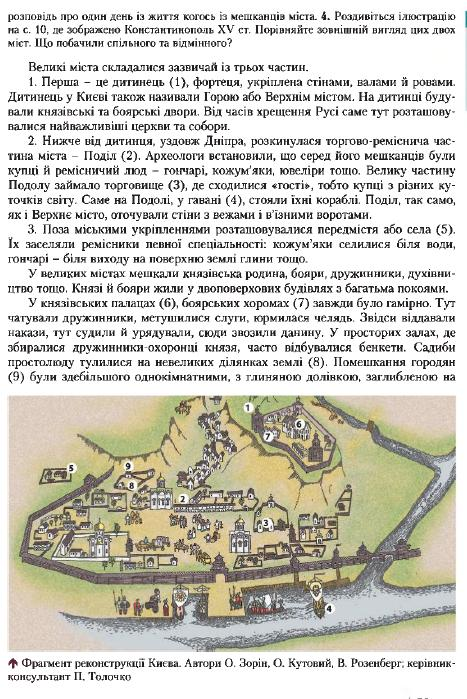 розповідь про один день із життя когось із мешканців міста. 4. Роздивіться ілюстрацію
на с. 10, де зображено Константинополь XV ст. Порівняйте зовнішній вигляд цих двох
міст. Що побачили спільного та відмінного?
Великі міста складалися зазвичай із трьох частин.
1. Перша – це дитинець (1), фортеця, укріплена стінами, валами й ровами.
Дитинець у Києві також називали Горою або Верхнім містом. На дитинці буду-
вали князівські та боярські двори. Від часів хрещення Русі саме тут розташову-
валися найважливіші церкви та собори.
2. Нижче від дитинця, уздовж Дніпра, розкинулася торгово-реміснича час-
тина міста – Поділ (2). Археологи встановили, що серед його мешканців були
купці й ремісничий люд – гончарі, кожум'яки, ювеліри тощо. Велику частину
Подолу займало торговище (3), де сходилися «гості», тобто купці з різних ку-
точків світу. Саме на Подолі, у гавані (4), стояли їхні кораблі. Поділ, так само,
як і Верхнє місто, оточували стіни з вежами і в'їзними воротами.
3. Поза міськими укріпленнями розташовувалися передмістя або села (5).
Їх заселяли ремісники певної спеціальності: кожум'яки селилися біля води,
гончарі – біля виходу на поверхню землі глини тощо.
У великих містах мешкали князівська родина, бояри, дружинники, духівни-
цтво тощо. Князі й бояри жили у двоповерхових будівлях з багатьма покоями.
У князівських палацах (6), боярських хоромах (7) завжди було гамірно. Тут
чатували дружинники, метушилися слуги, юрмилася челядь. Звідси віддавали
накази, тут судили й урядували, сюди звозили данину. У просторих залах, де
збиралися дружинники-охоронці князя, часто відбувалися бенкети. Садиби
простолюду тулилися на невеликих ділянках землі (8). Помешкання городян
(9) були здебільшого однокімнатними, з глиняною долівкою, заглибленою на
1
6
7
5
9
8
2
3
4
Фрагмент реконструкції Києва. Автори О. Зорін, О. Кутовий, В. Розенберг; керівник-
консультант П. Толочко